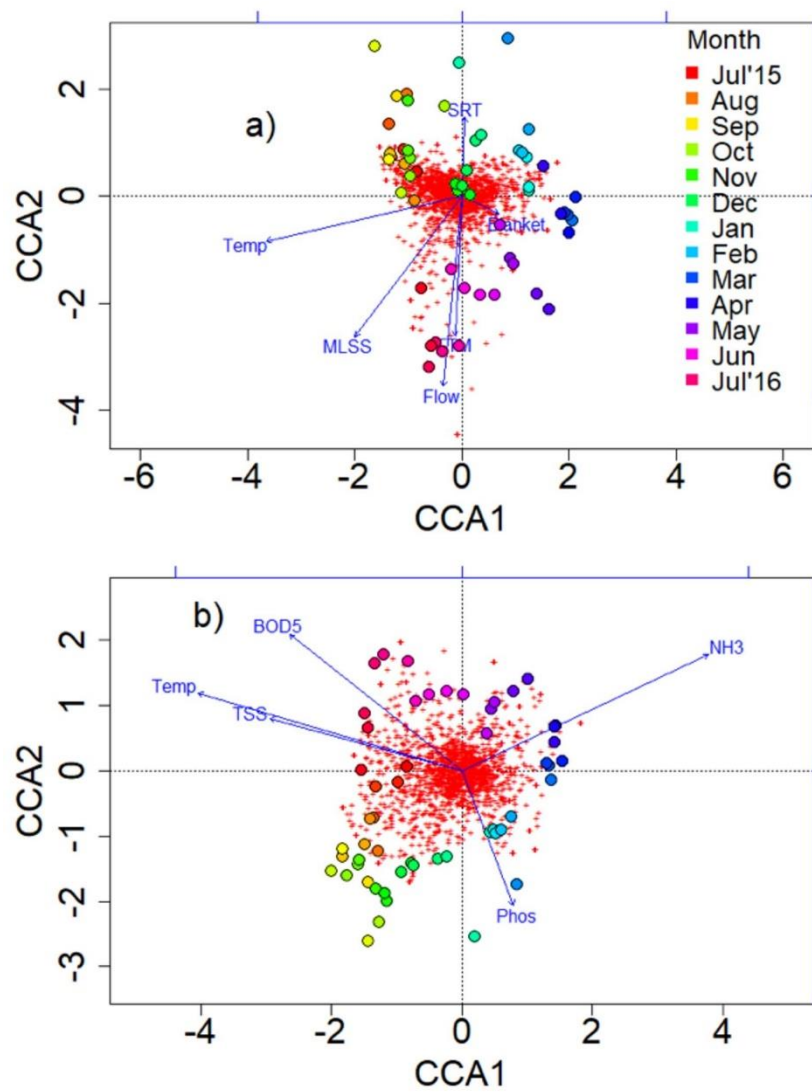 Month
Jul'15
Aug
Sep
Oct
Nov
Dec
Jan
Feb
Mar
Apr
May
Jun
Jul'16
a)
SRT
Temp
MLSS
Flow
CCA2
2
0
-2
-4
-6
-4
-2
0
2
4
6
CCA1
b)
BOD5
NH3
Temp
TSS
Phos
CCA2
2
1
0
-1
-2
-3
-4
-2
0
2
4
CCA1